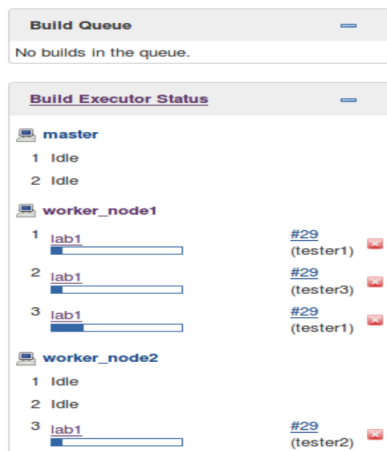 Build Queue
No builds in the queue.
Build Executor Status
master
1 Idle
2 Idle
worker_node1
1 lab1 #29
(tester1)
2 lab1 #29
(tester3)
3 lab1 #29
(tester1)
worker_node2
1 Idle
2 Idle
3 lab1 #29
(tester2)